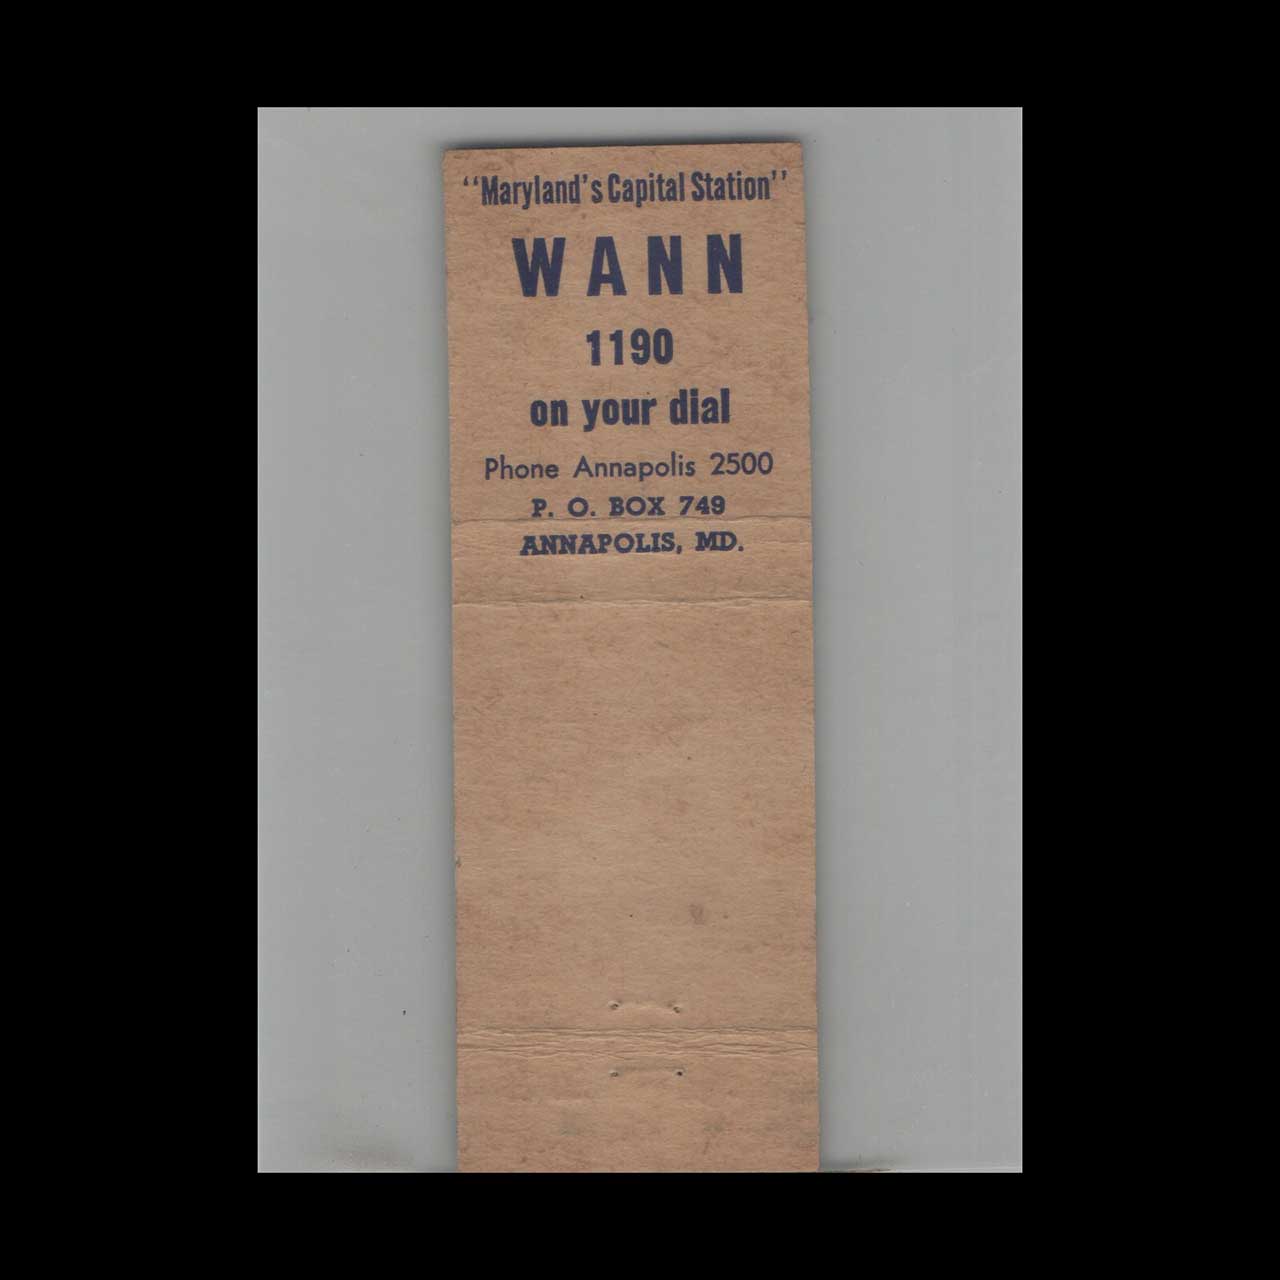 “Maryland’s Capital Station”
WANN
1190
on your dial
Phone Annapolis 2500
P. O. BOX 749
ANNAPOLIS, MD.